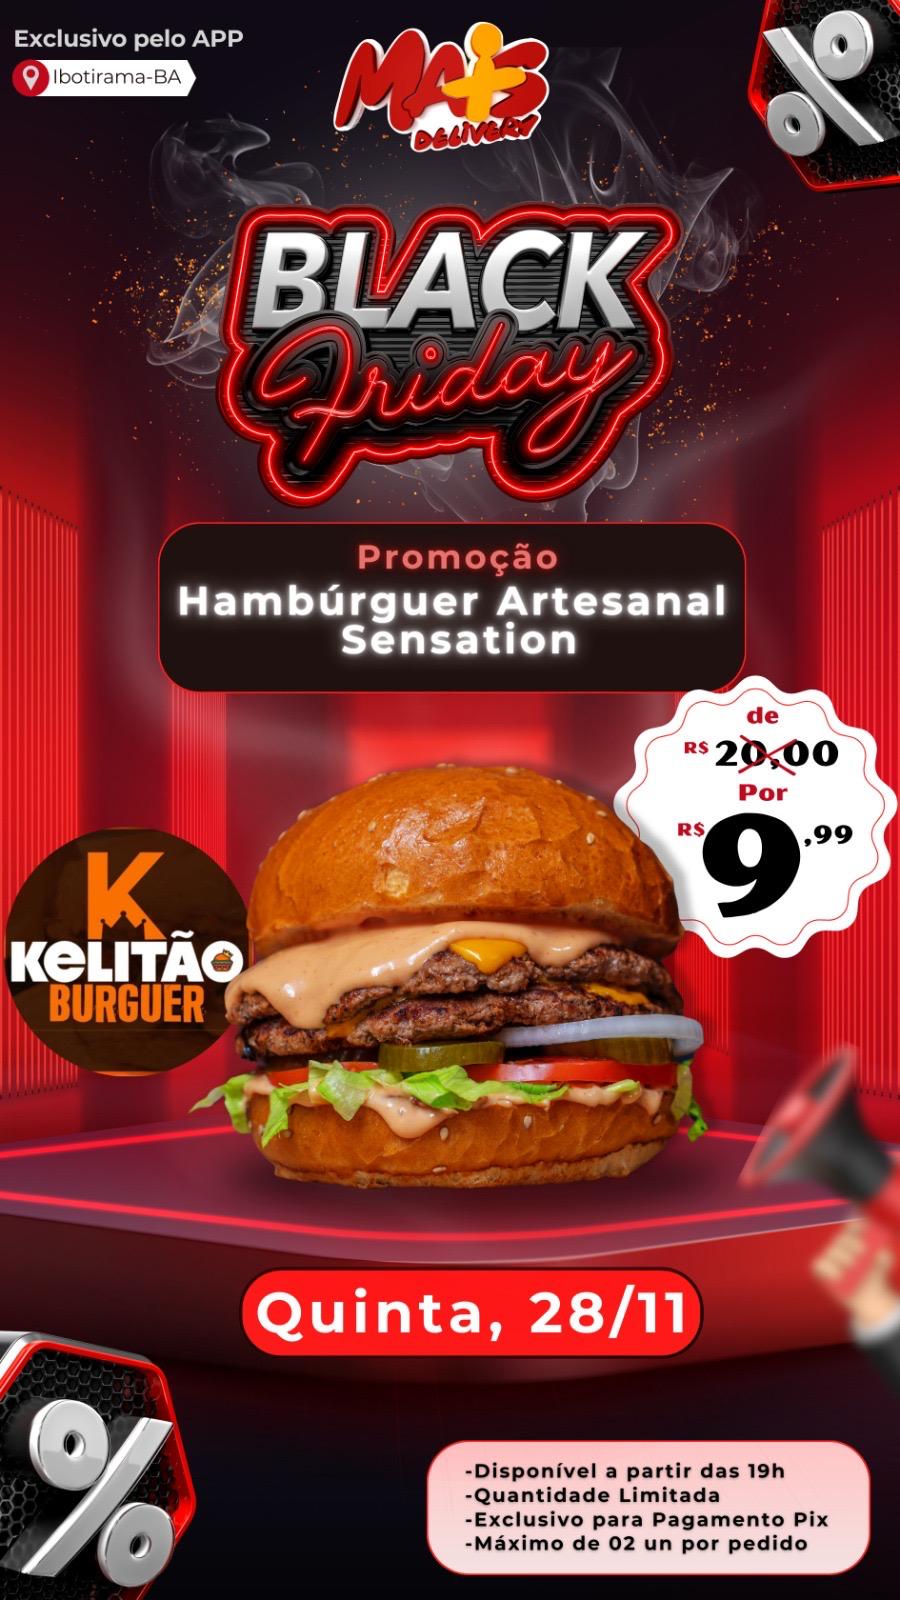 Exclusivo pelo APP
Ibotirama-BA
MAIS
DELIVERY
BLACK
Friday
Promoção
Hambúrguer Artesanal
Sensation
de
R$ 20,00
Por
R$ 9,99
K
KELITÃO
BURGUER
Quinta, 28/11
-Disponível a partir das 19h
-Quantidade Limitada
-Exclusivo para Pagamento Pix
-Máximo de 02 un por pedido
%
%